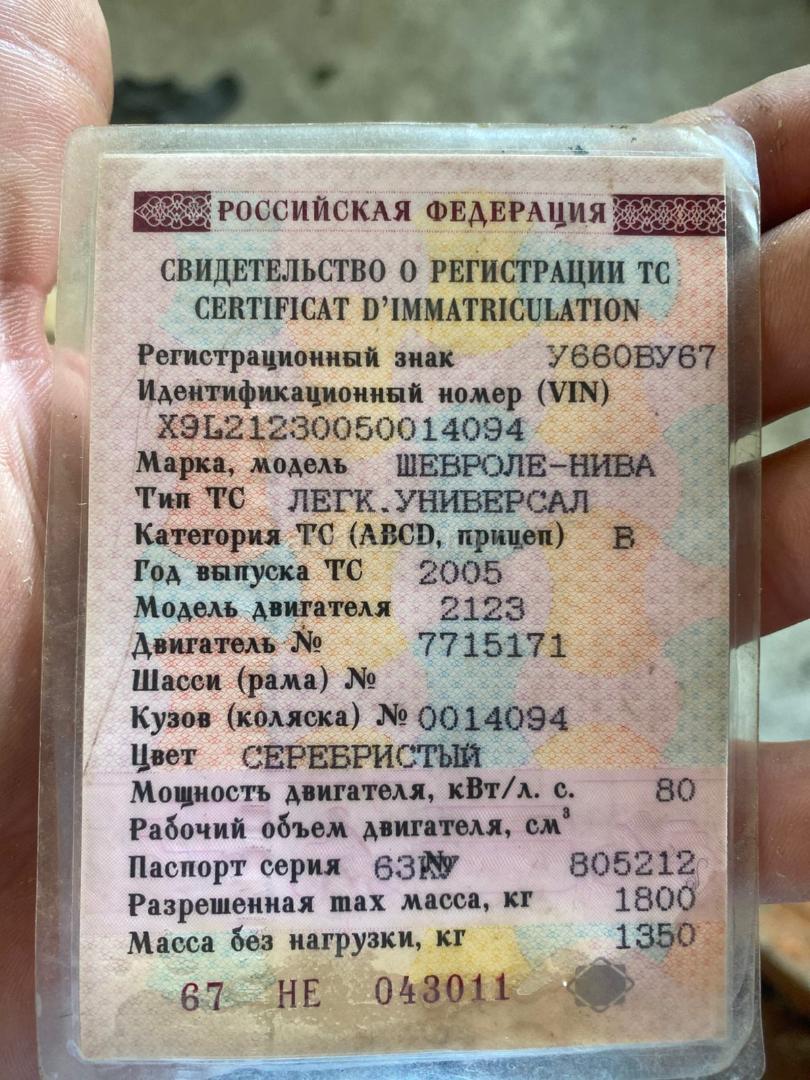 РОССИЙСКАЯ ФЕДЕРАЦИЯ
СВИДЕТЕЛЬСТВО О РЕГИСТРАЦИИ ТС
CERTIFICAT D'IMMATRICULATION
Регистрационный знак У660ВУ67
Идентификационный номер (VIN)
X9L21230050014094
Марка, модель ШЕВРОЛЕ-НИВА
Тип ТС ЛЕГК.УНИВЕРСАЛ
Категория ТС (ABCD, прицеп) В
Год выпуска ТС 2005
Модель двигателя 2123
Двигатель № 7715171
Шасси (рама) №
Кузов (коляска) № 0014094
Цвет СЕРЕБРИСТЫЙ
Мощность двигателя, кВт/л. с. 80
Рабочий объем двигателя, см³
Паспорт серия 63 № 805212
Разрешенная max масса, кг 1800
Масса без нагрузки, кг 1350
67 НЕ 043011